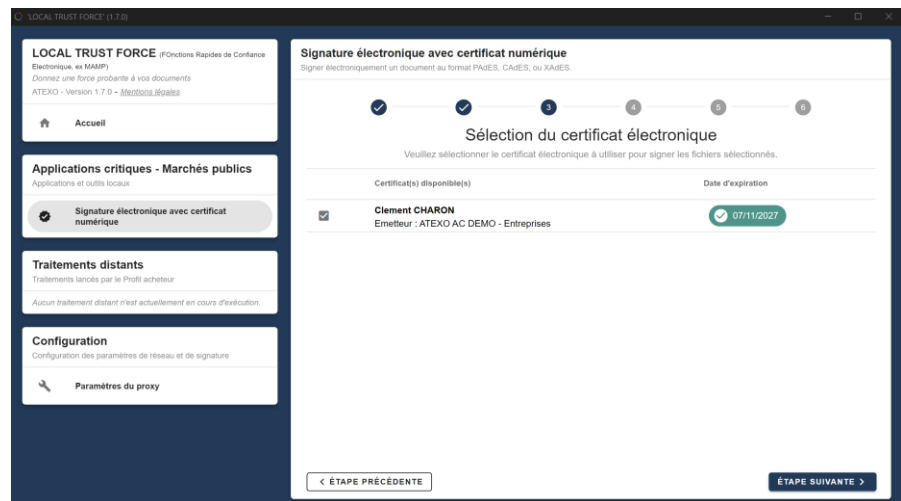 'LOCAL TRUST FORCE' (1.7.0)
LOCAL TRUST FORCE (FOnctions Rapides de Confiance
Electronique, ex MAMP)
Donnez une force probante à vos documents
ATEXO - Version 1.7.0 - Mentions légales
Accueil
Applications critiques - Marchés publics
Applications et outils locaux
Signature électronique avec certificat
numérique
Traitements distants
Traitements lancés par le Profil acheteur
Aucun traitement distant n'est actuellement en cours d'exécution.
Configuration
Configuration des paramètres de réseau et de signature
Paramètres du proxy
Signature électronique avec certificat numérique
Signer électroniquement un document au format PAdES, CAdES, ou XAdES.
3 4 5 6
Sélection du certificat électronique
Veuillez sélectionner le certificat électronique à utiliser pour signer les fichiers sélectionnés.
Certificat(s) disponible(s) Date d'expiration
Clement CHARON
Emetteur : ATEXO AC DEMO - Entreprises
07/11/2027
ÉTAPE PRÉCÉDENTE
ÉTAPE SUIVANTE